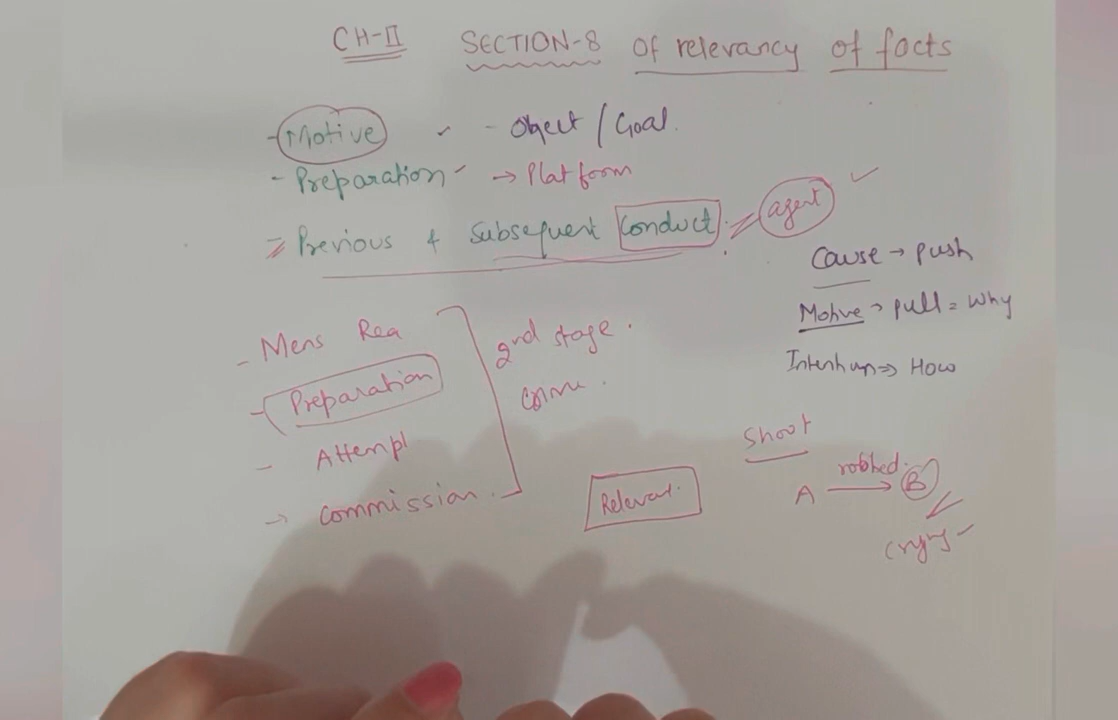 CH-II SECTION-8 Of relevancy of facts
- Motive ✓ - Object / Goal.
- Preparation → Platform
Previous & Subsequent Conduct. agent
Cause → push
Motive → pull = Why
Intention ⇒ How
- Mens Rea
- Preparation
- Attempt
→ Commission.
2nd stage.
Shoot
A robbed. B
Crying
Relevant.